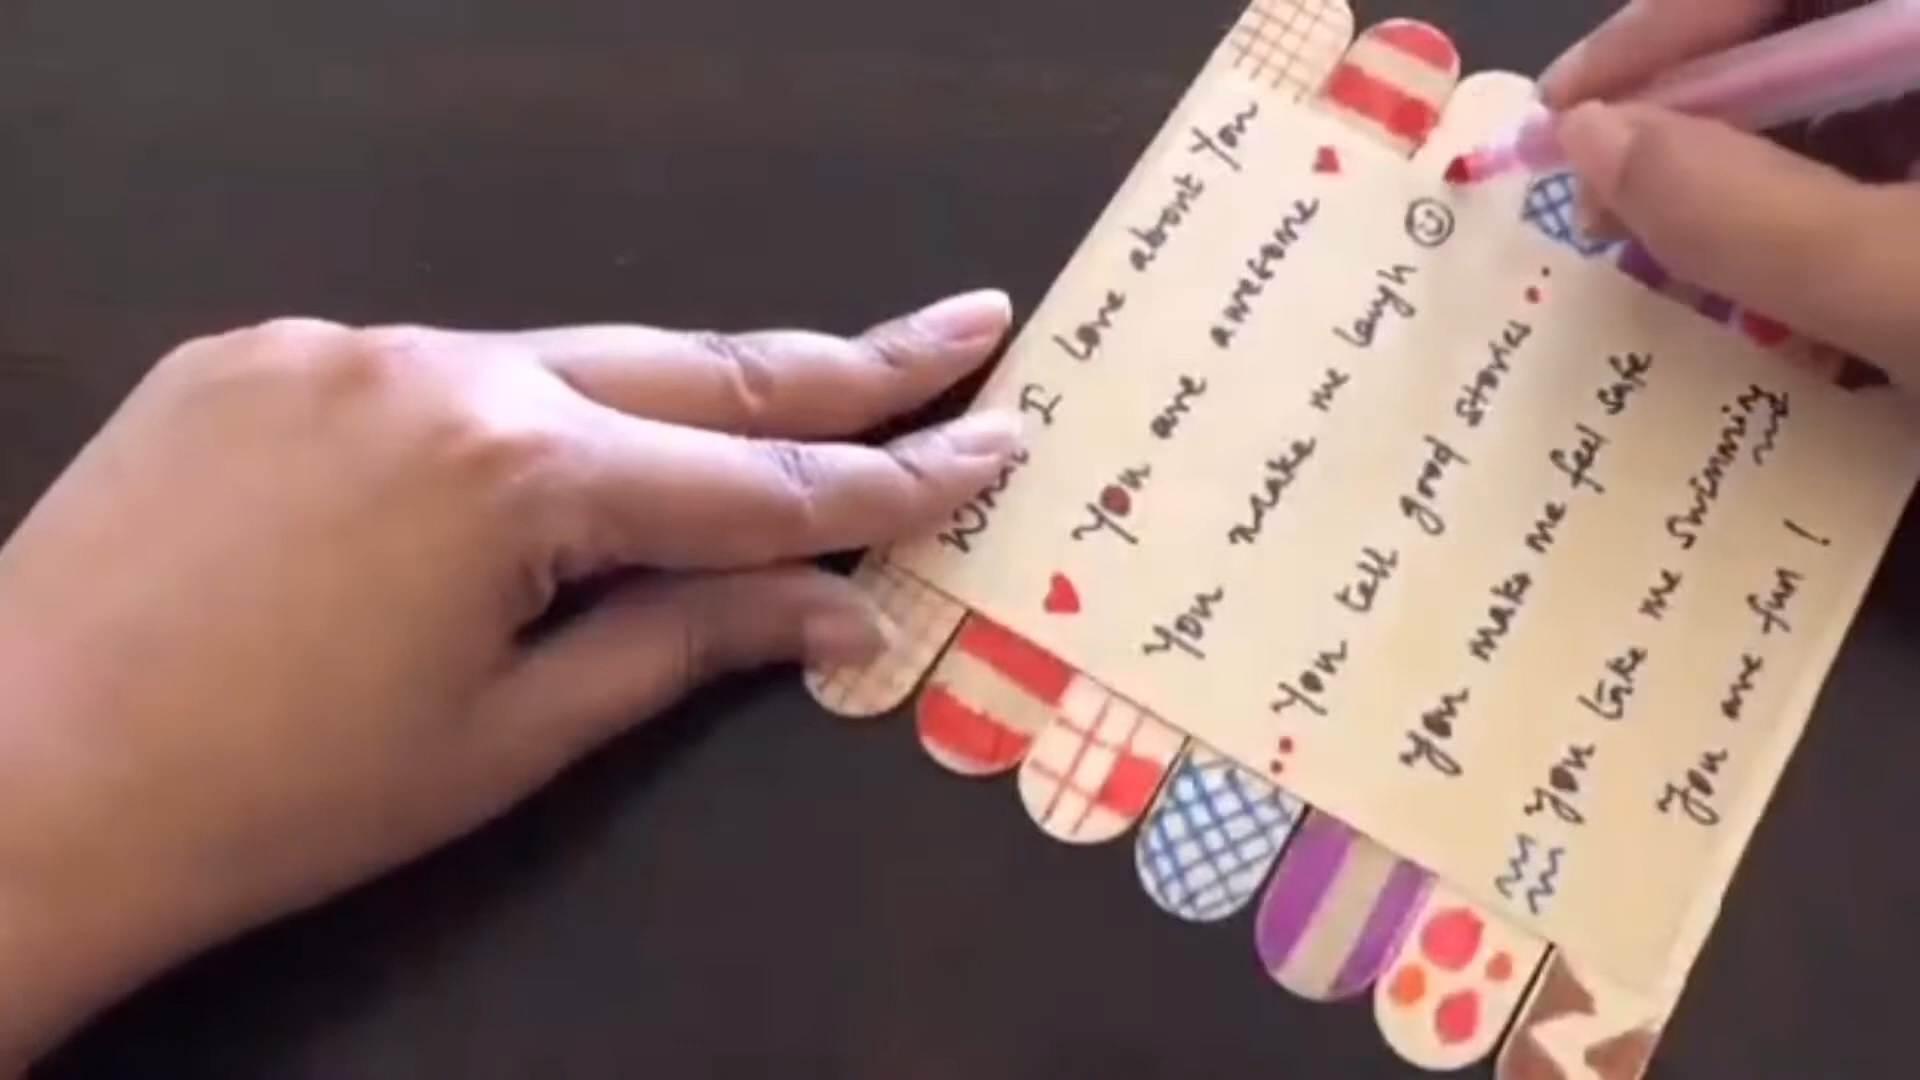 What I love about You
You are awesome
You make me laugh ☺
You tell good stories
You make me feel safe
You take me swimming
You are fun !